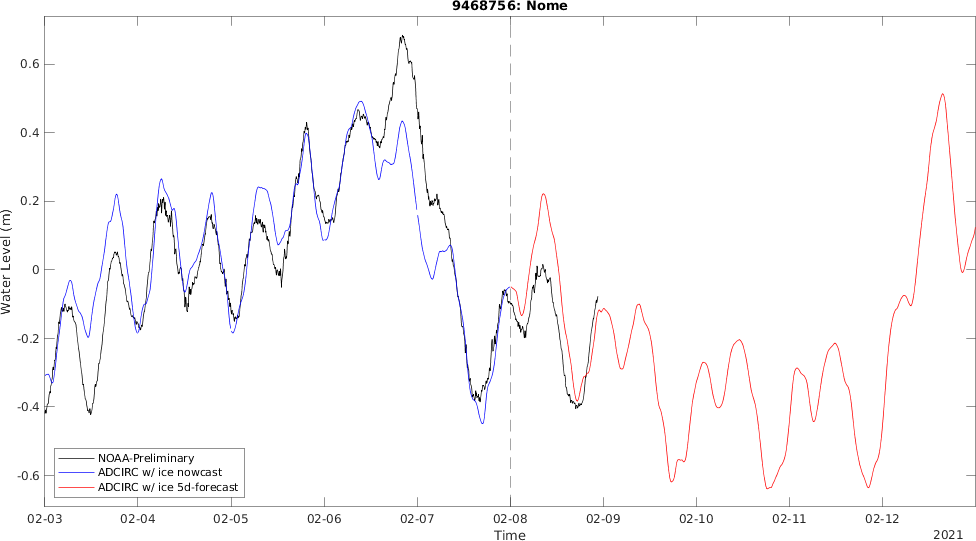 9468756: Nome
Water Level (m)
0.6
0.4
0.2
0
-0.2
-0.4
-0.6
NOAA-Preliminary
ADCIRC w/ ice nowcast
ADCIRC w/ ice 5d-forecast
02-03 02-04 02-05 02-06 02-07 02-08 02-09 02-10 02-11 02-12
Time
2021